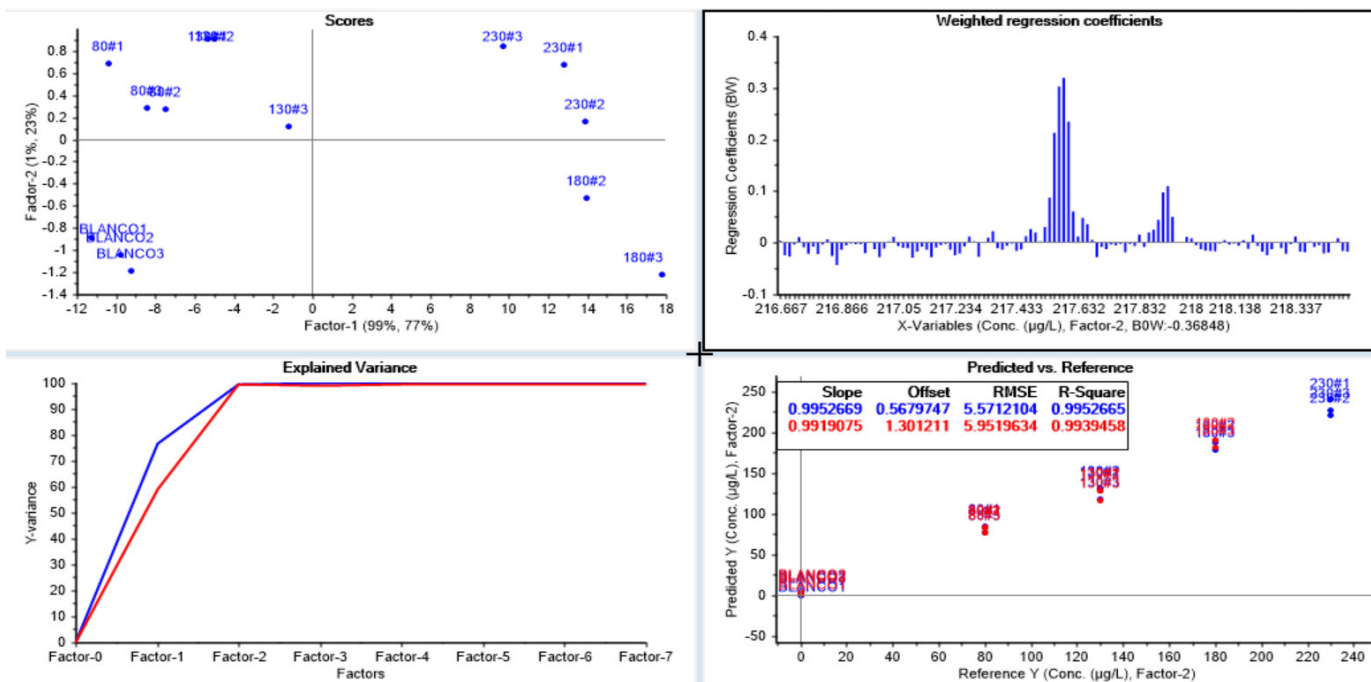 Scores
Factor-2 (1%, 23%)
0.8
0.6
0.4
0.2
0
-0.2
-0.4
-0.6
-0.8
-1
-1.2
-1.4
80#1
80#2
130#3
230#3
230#1
230#2
180#2
180#3
BLANCO1
BLANCO2
BLANCO3
-12 -10 -8 -6 -4 -2 0 2 4 6 8 10 12 14 16 18
Factor-1 (99%, 77%)
Weighted regression coefficients
Regression Coefficients (BW)
0.4
0.3
0.2
0.1
0
-0.1
216.667 216.866 217.05 217.234 217.433 217.632 217.832 218 218.138 218.337
X-Variables (Conc. (µg/L), Factor-2, B0W:-0.36848)
Explained Variance
Y-variance
100
90
80
70
60
50
40
30
20
10
0
Factor-0 Factor-1 Factor-2 Factor-3 Factor-4 Factor-5 Factor-6 Factor-7
Factors
Predicted vs. Reference
Predicted Y (Conc. (µg/L), Factor-2)
250
200
150
100
50
0
-50
Slope Offset RMSE R-Square
0.9952669 0.5679747 5.5712104 0.9952665
0.9919075 1.301211 5.9519634 0.9939458
230#1
230#3
230#2
180#2
180#3
130#2
130#3
80#3
BLANCO1
0 20 40 60 80 100 120 140 160 180 200 220 240
Reference Y (Conc. (µg/L), Factor-2)